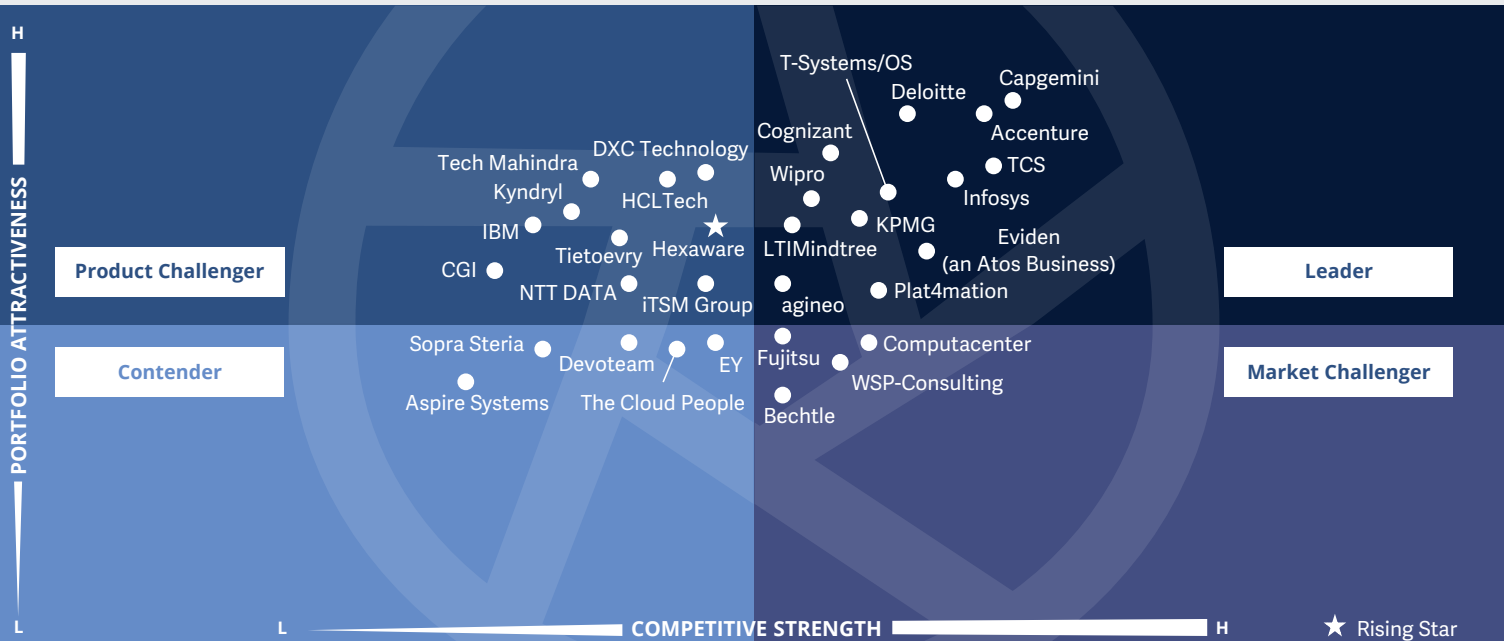 H
PORTFOLIO ATTRACTIVENESS
L
Product Challenger
Leader
Contender
Market Challenger
T-Systems/OS
Capgemini
Deloitte
Accenture
Cognizant
DXC Technology
Tech Mahindra
Wipro
TCS
Kyndryl
HCLTech
Infosys
IBM
KPMG
Tietoevry
Hexaware
LTIMindtree
Eviden
(an Atos Business)
CGI
NTT DATA
iTSM Group
agineo
Plat4mation
Sopra Steria
Devoteam
EY
Fujitsu
Computacenter
WSP-Consulting
Aspire Systems
The Cloud People
Bechtle
L
COMPETITIVE STRENGTH
H
Rising Star